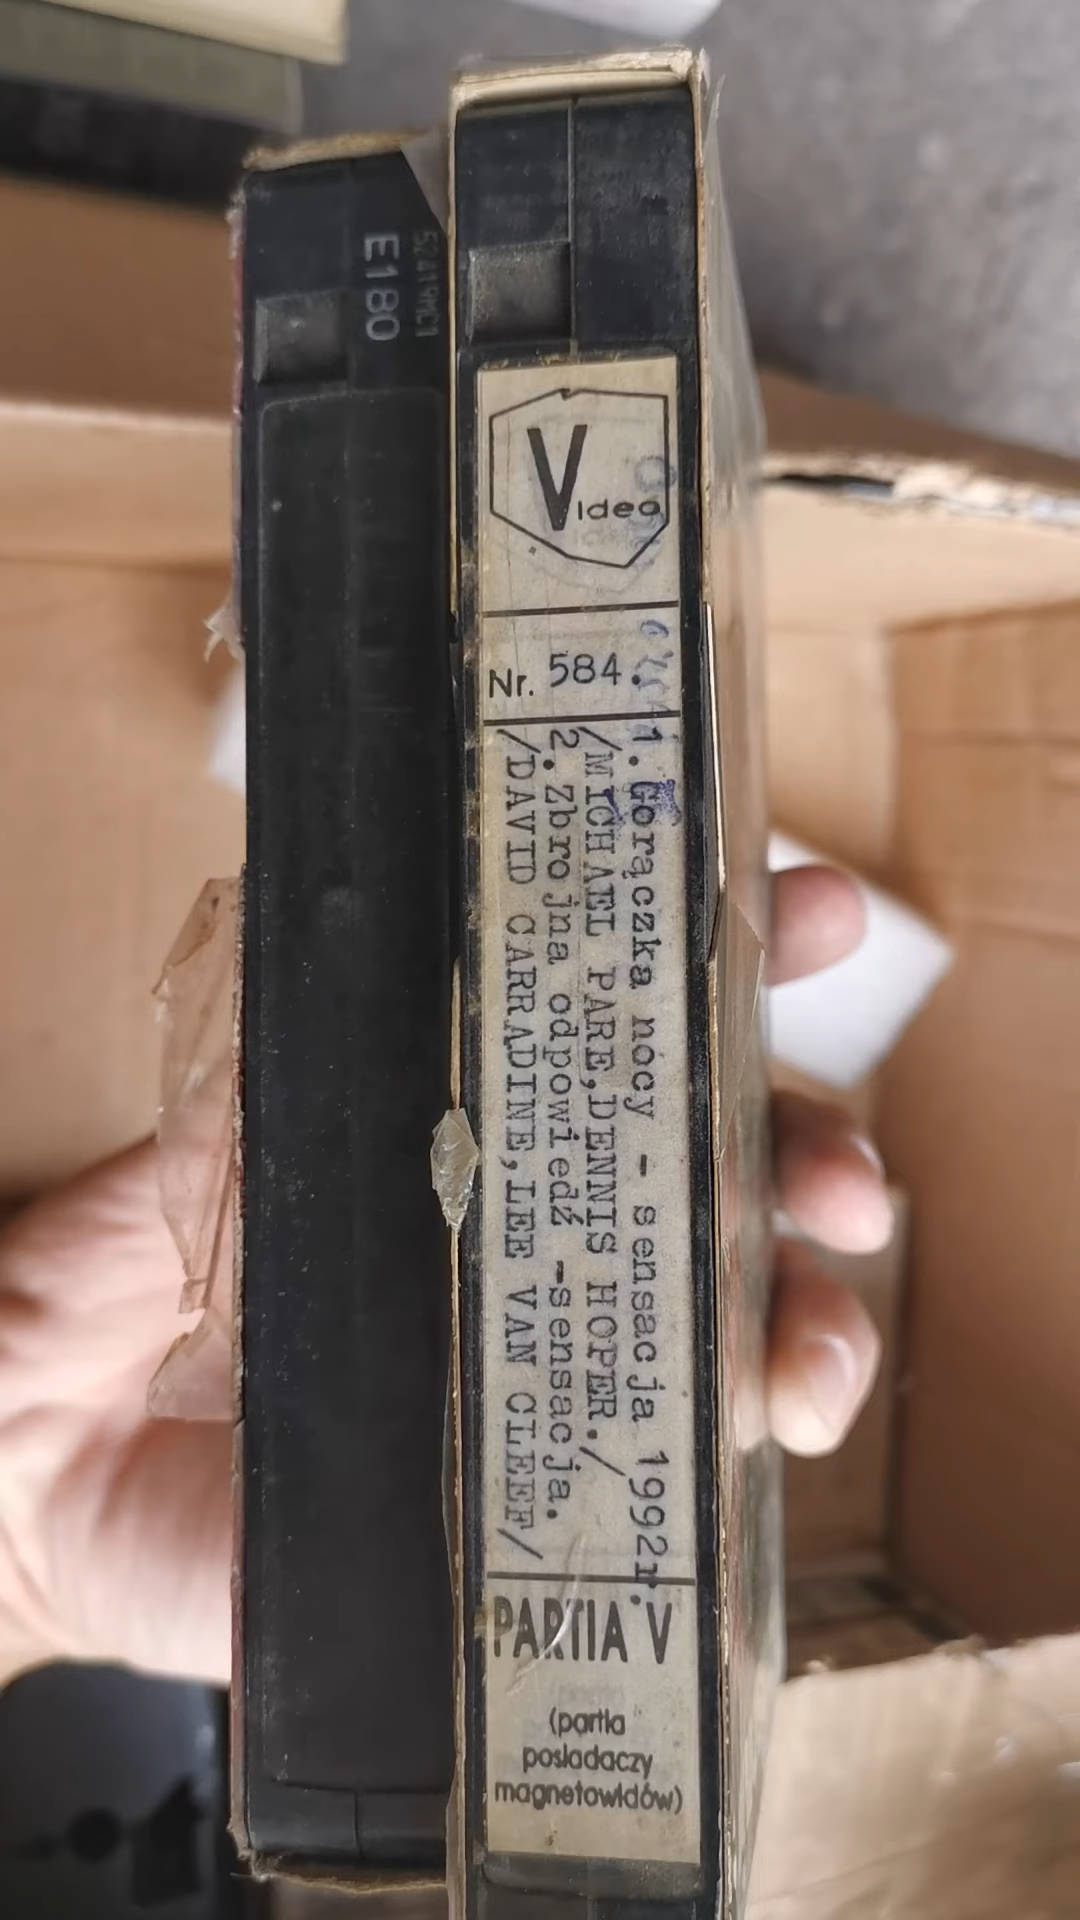 E180
52419MC1
Video
Nr. 584.
1. Gorączka nocy - sensacja 1992r.
/MICHAEL PARE,DENNIS HOPER./
2. Zbrojna odpowiedź -sensacja.
/DAVID CARRADINE,LEE VAN CLEEF/
PARTIA V
(partia
posiadaczy
magnetowidów)